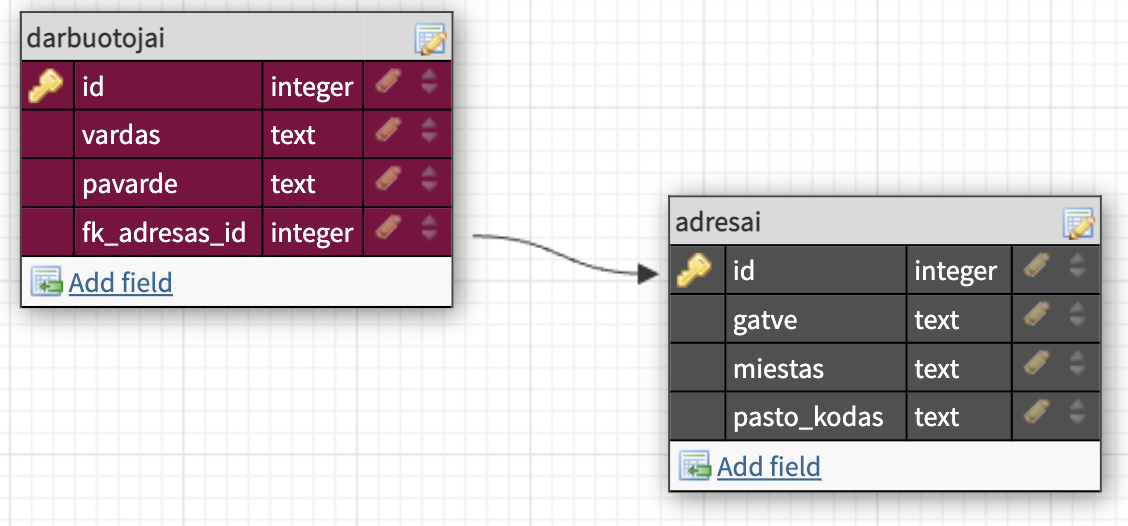 darbuotojai
id integer
vardas text
pavarde text
fk_adresas_id integer
Add field
adresai
id integer
gatve text
miestas text
pasto_kodas text
Add field